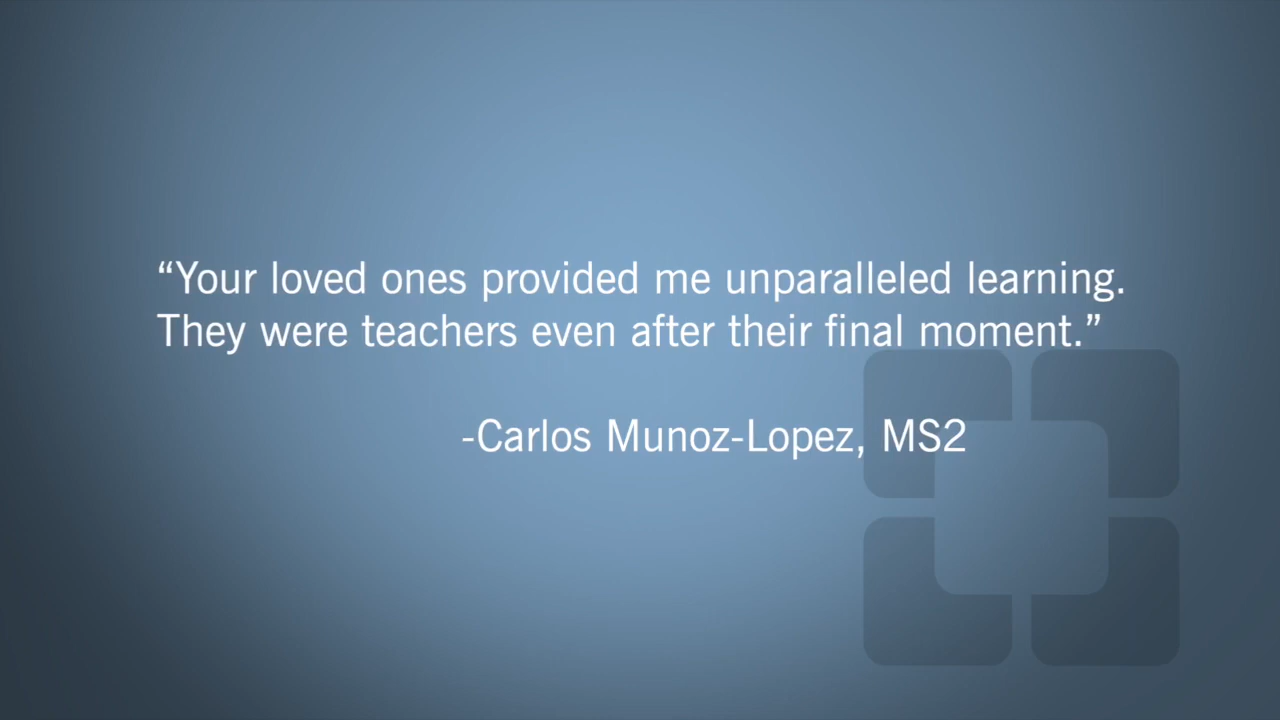 “Your loved ones provided me unparalleled learning.
They were teachers even after their final moment.”
-Carlos Munoz-Lopez, MS2